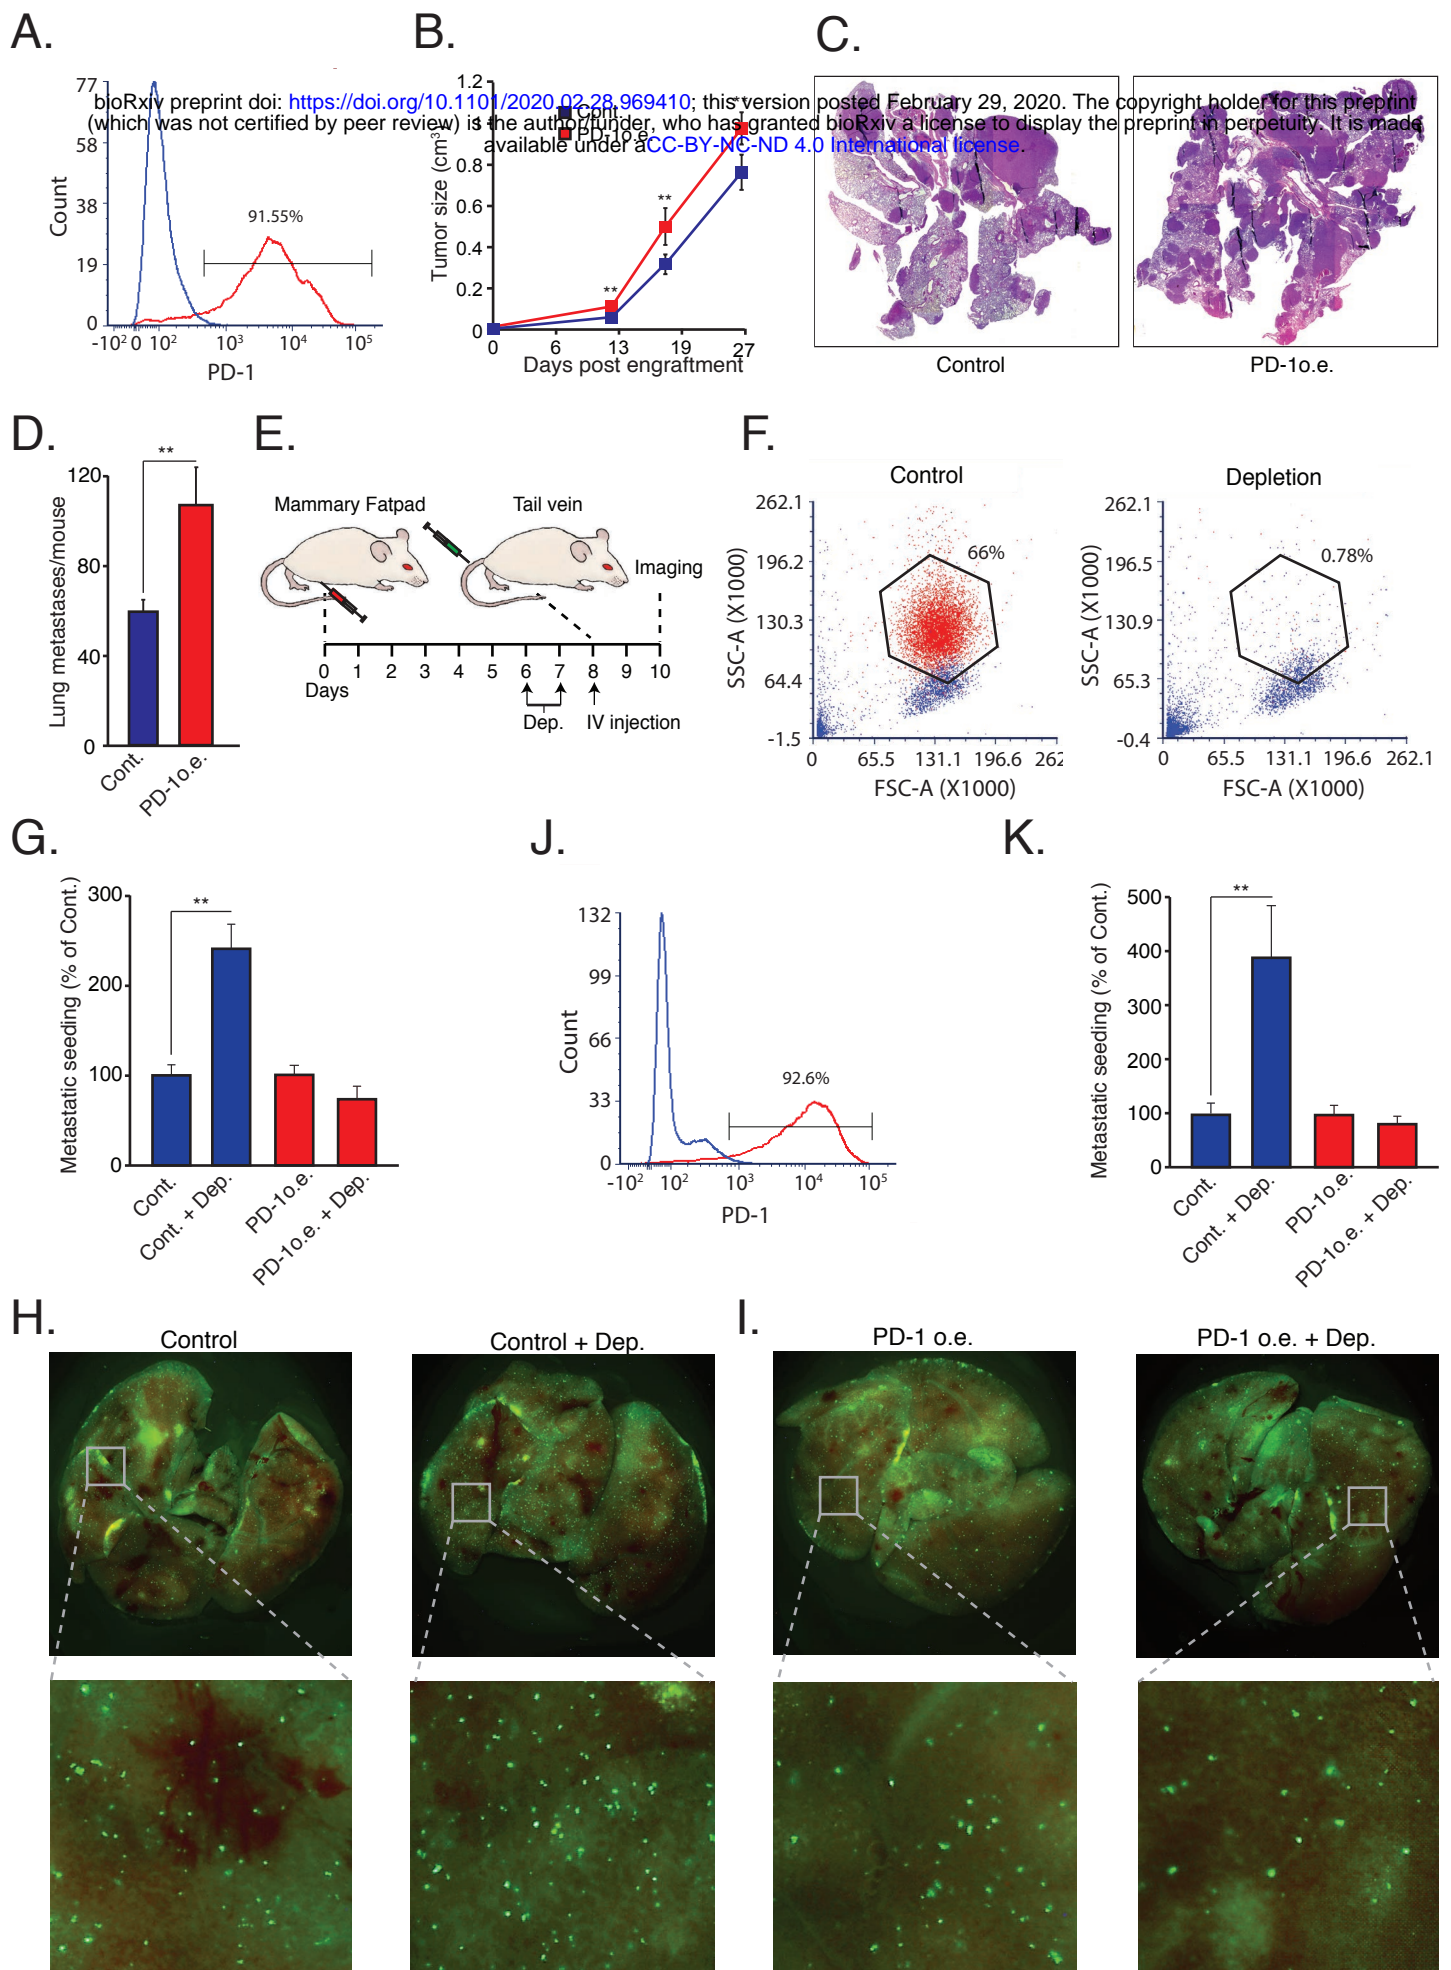 A.
B.
C.
bioRxiv preprint doi: https://doi.org/10.1101/2020.02.28.969410; this version posted February 29, 2020. The copyright holder for this preprint
(which was not certified by peer review) is the author/funder, who has granted bioRxiv a license to display the preprint in perpetuity. It is made
available under aCC-BY-NC-ND 4.0 International license.
77
58
38
19
0
Count
91.55%
-10² 0 10² 10³ 10⁴ 10⁵
PD-1
1.2
1
0.8
0.6
0.4
0.2
0
Tumor size (cm³)
Cont.
PD-1o.e.
**
**
**
0 6 13 19 27
Days post engraftment
Control
PD-1o.e.
D.
E.
F.
120
80
40
0
Lung metastases/mouse
**
Cont.
PD-1o.e.
Mammary Fatpad
Tail vein
Imaging
0 1 2 3 4 5 6 7 8 9 10
Days
Dep.
IV injection
Control
262.1
196.2
130.3
64.4
-1.5
SSC-A (X1000)
66%
0 65.5 131.1 196.6 262
FSC-A (X1000)
Depletion
262.1
196.5
130.9
65.3
-0.4
SSC-A (X1000)
0.78%
0 65.5 131.1 196.6 262.1
FSC-A (X1000)
G.
J.
K.
300
200
100
0
Metastatic seeding (% of Cont.)
**
Cont.
Cont. + Dep.
PD-1o.e.
PD-1o.e. + Dep.
132
99
66
33
0
Count
92.6%
-10² 10² 10³ 10⁴ 10⁵
PD-1
500
400
300
200
100
0
Metastatic seeding (% of Cont.)
**
Cont.
Cont. + Dep.
PD-1o.e.
PD-1o.e. + Dep.
H.
I.
Control
Control + Dep.
PD-1 o.e.
PD-1 o.e. + Dep.